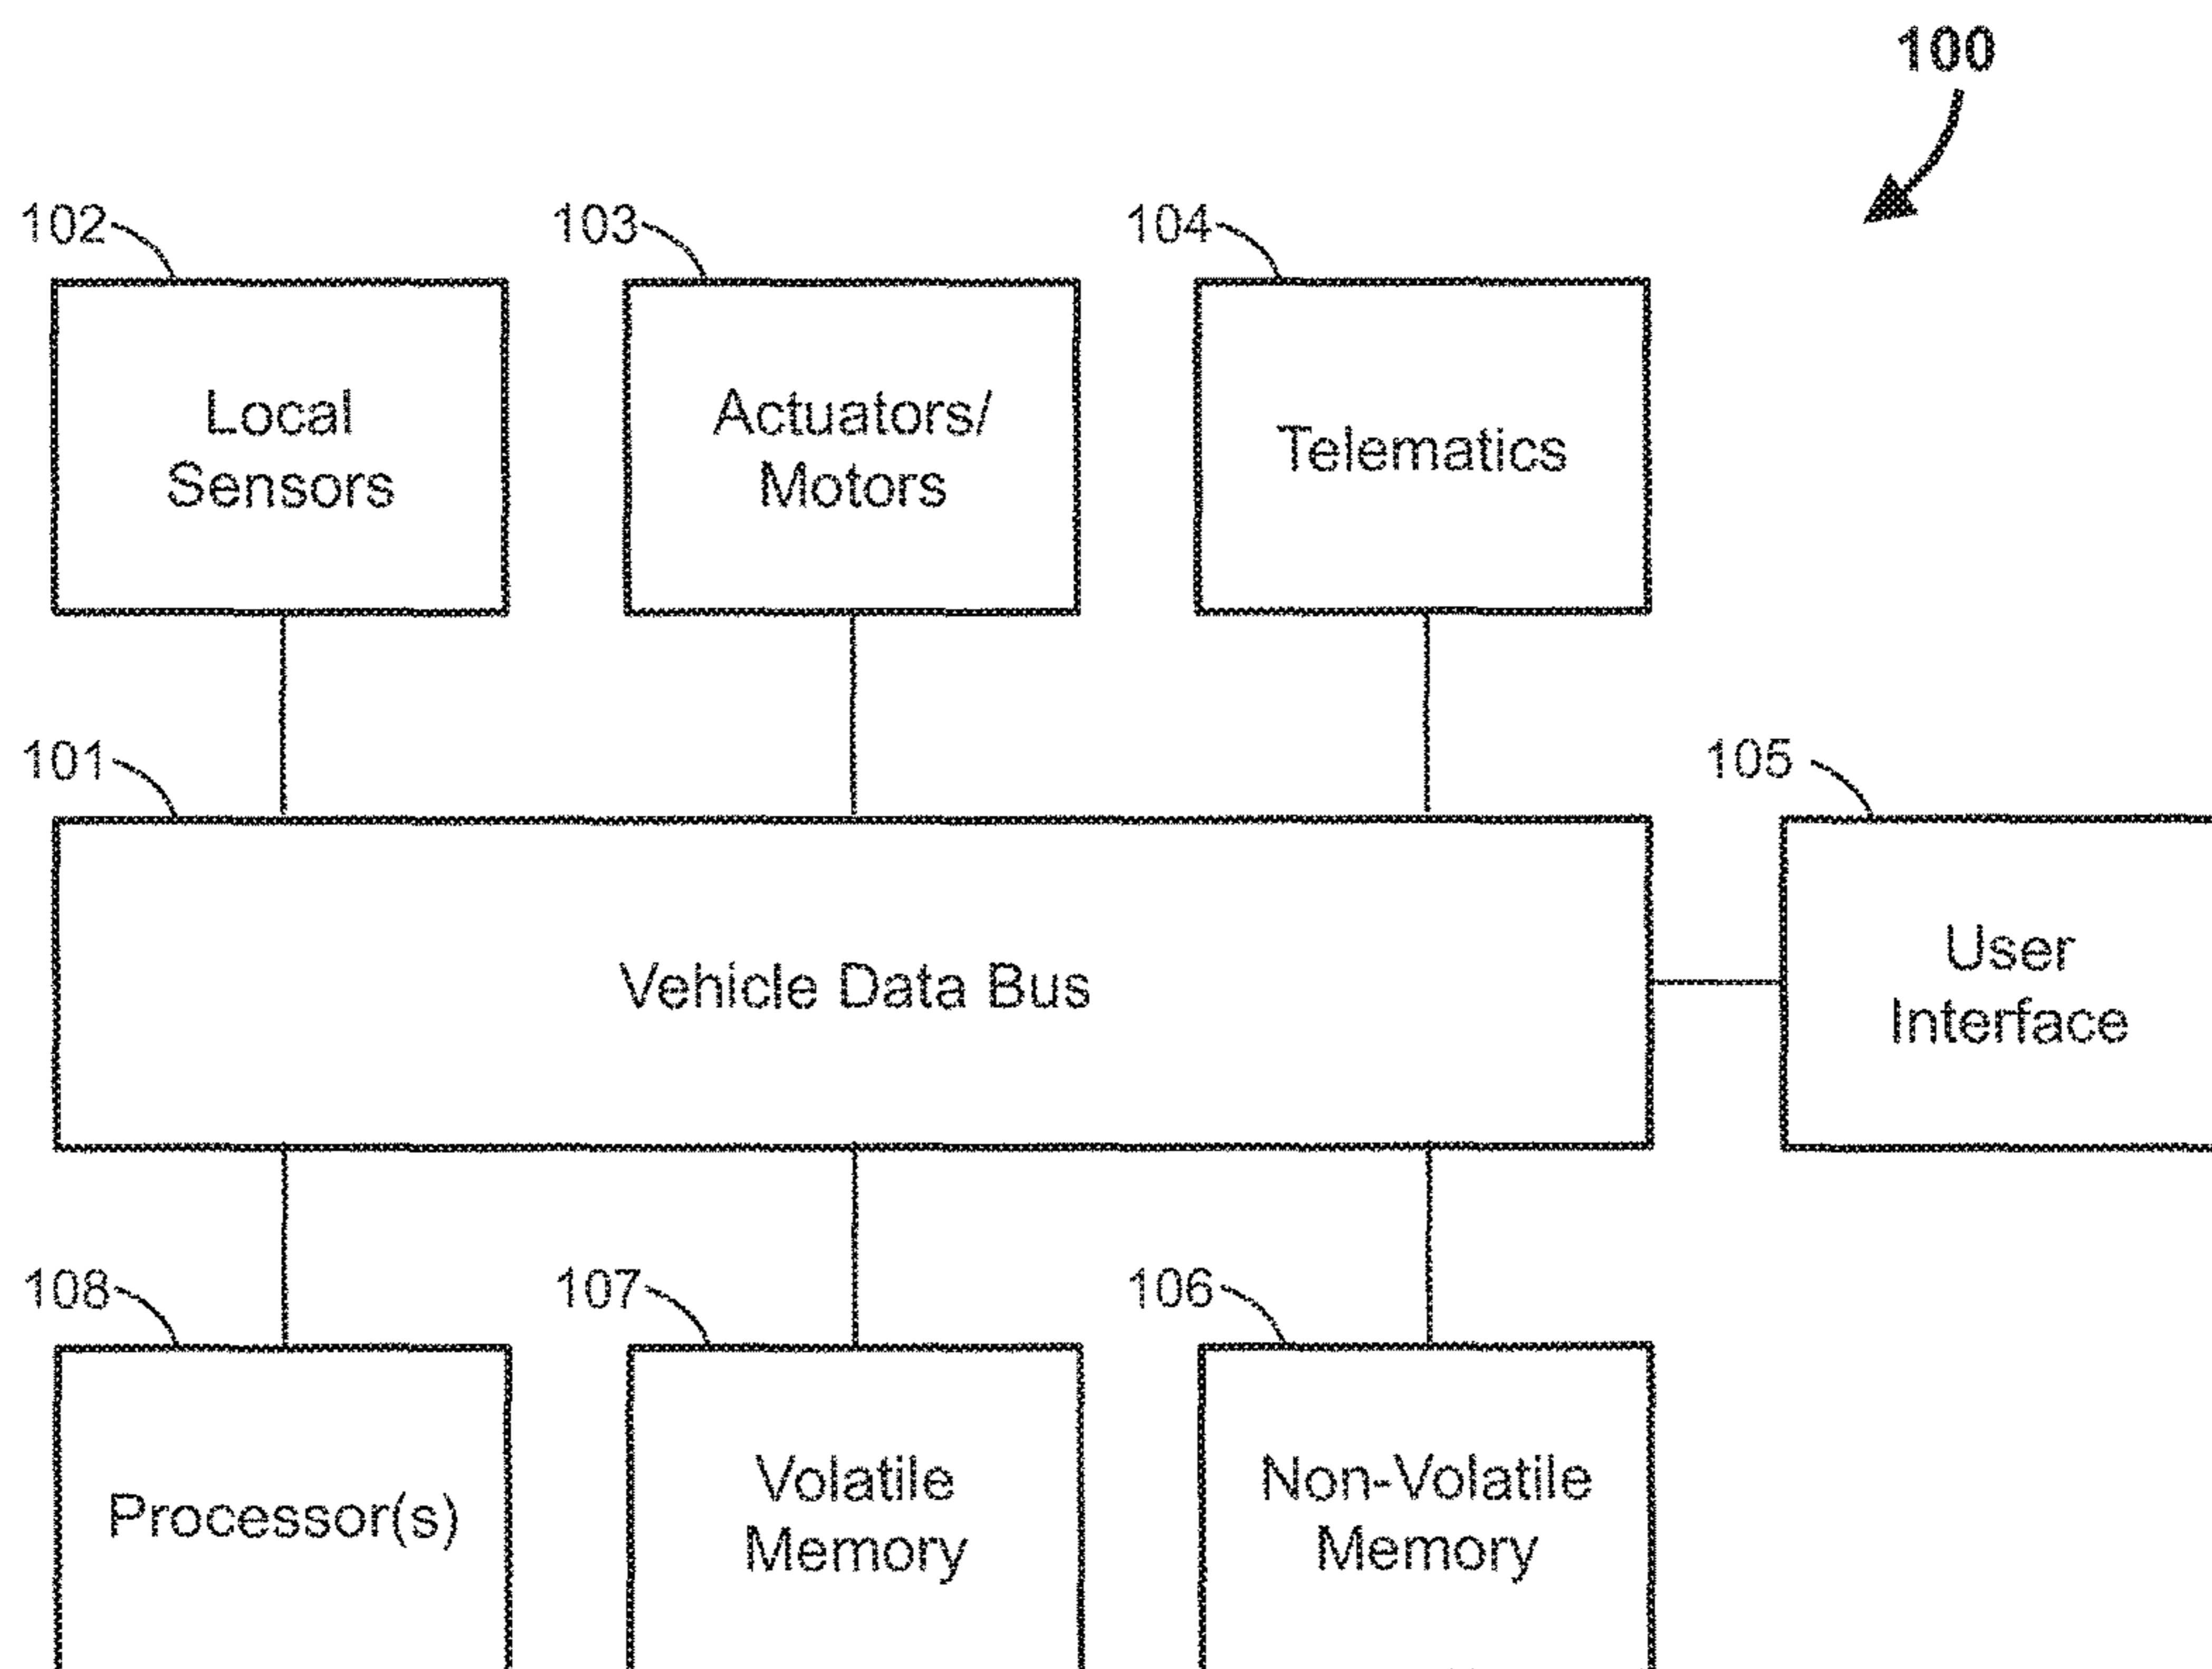 100
102
103
104
Local
Sensors
Actuators/
Motors
Telematics
101
105
Vehicle Data Bus
User
Interface
108
107
106
Processor(s)
Volatile
Memory
Non-Volatile
Memory